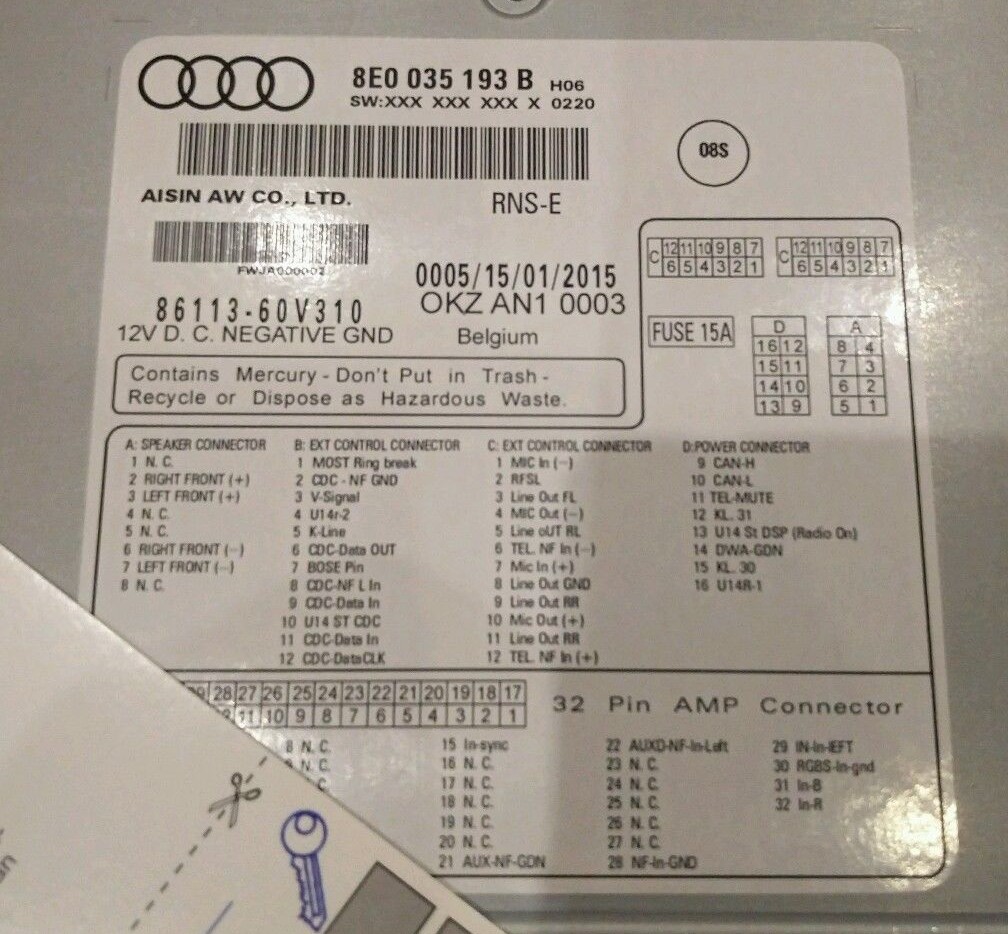 8E0 035 193 B H06
SW:XXX XXX XXX X 0220
08S
AISIN AW CO., LTD.
RNS-E
FWJA000002
0005/15/01/2015
86113-60V310
OKZ AN1 0003
12V D. C. NEGATIVE GND
Belgium
Contains Mercury - Don't Put in Trash -
Recycle or Dispose as Hazardous Waste.
C 12 11 10 9 8 7
6 5 4 3 2 1
C 12 11 10 9 8 7
6 5 4 3 2 1
FUSE 15A
D
16 12
15 11
14 10
13 9
A
8 4
7 3
6 2
5 1
A: SPEAKER CONNECTOR
1 N. C.
2 RIGHT FRONT (+)
3 LEFT FRONT (+)
4 N. C.
5 N. C.
6 RIGHT FRONT (-)
7 LEFT FRONT (-)
8 N. C.
B: EXT CONTROL CONNECTOR
1 MOST Ring break
2 CDC - NF GND
3 V-Signal
4 U14r-2
5 K-Line
6 CDC-Data OUT
7 BOSE Pin
8 CDC-NF L In
9 CDC-Data In
10 U14 ST CDC
11 CDC-Data In
12 CDC-DataCLK
C: EXT CONTROL CONNECTOR
1 MIC In (-)
2 RFSL
3 Line Out FL
4 MIC Out (-)
5 Line oUT RL
6 TEL. NF In (-)
7 Mic In (+)
8 Line Out GND
9 Line Out RR
10 Mic Out (+)
11 Line Out RR
12 TEL. NF In (+)
D:POWER CONNECTOR
9 CAN-H
10 CAN-L
11 TEL-MUTE
12 KL. 31
13 U14 St DSP (Radio On)
14 DWA-GDN
15 KL. 30
16 U14R-1
28 27 26 25 24 23 22 21 20 19 18 17
11 10 9 8 7 6 5 4 3 2 1
32 Pin AMP Connector
8 N. C.
N. C.
C
15 In-sync
16 N. C.
17 N. C.
18 N. C.
19 N. C.
20 N. C.
21 AUX-NF-GDN
22 AUXD-NF-In-Left
23 N. C.
24 N. C.
25 N. C.
26 N. C.
27 N. C.
28 NF-In-GND
29 IN-In-lEFT
30 RGBS-In-gnd
31 In-B
32 In-R